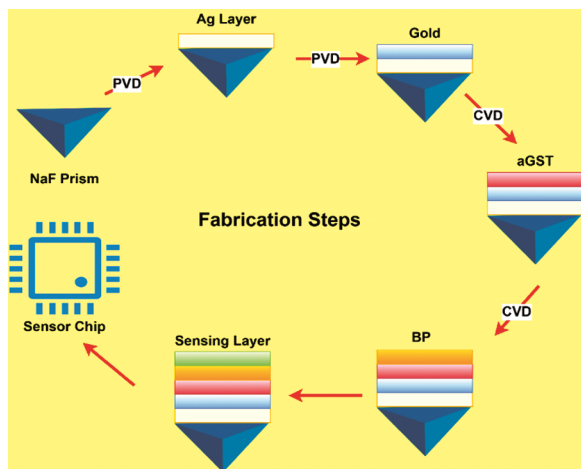 Ag Layer
PVD
PVD
Gold
CVD
NaF Prism
aGST
Fabrication Steps
CVD
Sensor Chip
Sensing Layer
BP